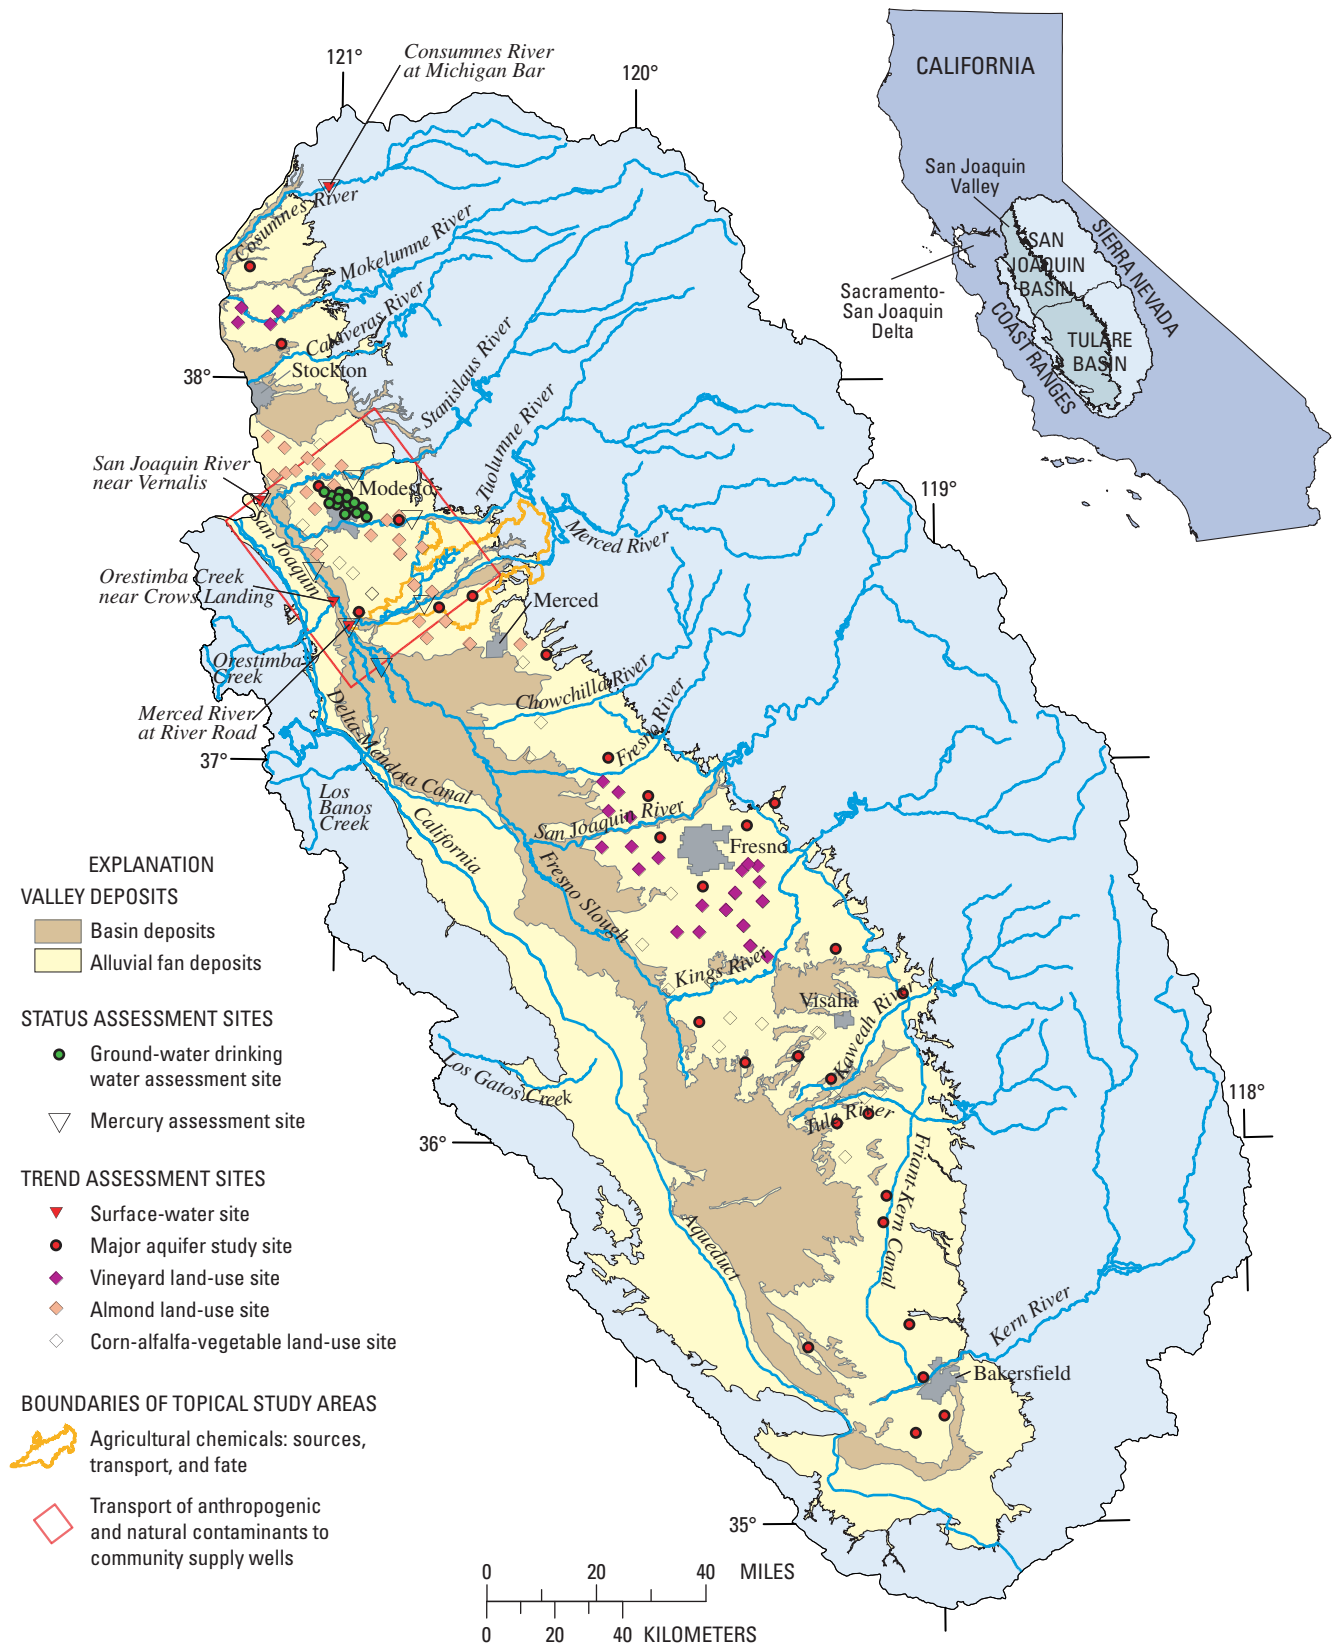 121°
Consumnes River
at Michigan Bar
120°
CALIFORNIA
San Joaquin
Valley
SAN
JOAQUIN
BASIN
SIERRA NEVADA
Sacramento-
San Joaquin
Delta
COAST RANGES
TULARE
BASIN
Cosumnes River
Mokelumne River
Calaveras River
38°
Stockton
Stanislaus River
Tuolumne River
San Joaquin River
near Vernalis
Modesto
119°
San Joaquin
Merced River
Orestimba Creek
near Crows Landing
Merced
Orestimba
Creek
Chowchilla River
Merced River
at River Road
Fresno River
37°
Delta-Mendota Canal
Los
Banos
Creek
California
San Joaquin River
Fresno
Fresno Slough
EXPLANATION
VALLEY DEPOSITS
Basin deposits
Alluvial fan deposits
Kings River
Visalia
Kaweah River
STATUS ASSESSMENT SITES
Ground-water drinking
water assessment site
Mercury assessment site
Los Gatos Creek
118°
Tule River
36°
Friant-Kern Canal
TREND ASSESSMENT SITES
Surface-water site
Major aquifer study site
Vineyard land-use site
Almond land-use site
Corn-alfalfa-vegetable land-use site
Aqueduct
Kern River
Bakersfield
BOUNDARIES OF TOPICAL STUDY AREAS
Agricultural chemicals: sources,
transport, and fate
Transport of anthropogenic
and natural contaminants to
community supply wells
35°
0 20 40 MILES
0 20 40 KILOMETERS